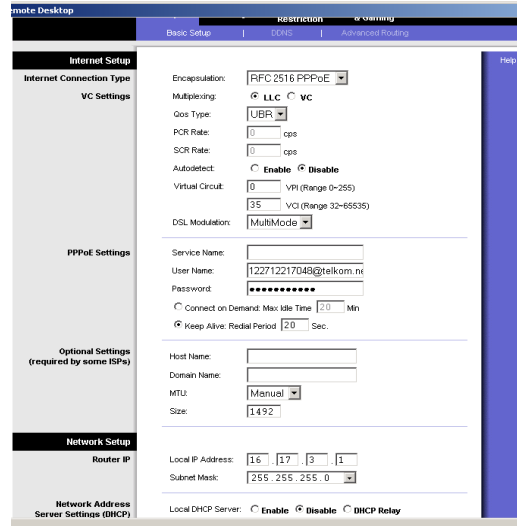 mote Desktop
Restriction & Gaming
Basic Setup | DDNS | Advanced Routing
Internet Setup
Help
Internet Connection Type Encapsulation: RFC 2516 PPPoE
VC Settings Multiplexing: LLC VC
Qos Type: UBR
PCR Rate: 0 cps
SCR Rate: 0 cps
Autodetect: Enable Disable
Virtual Circuit: 0 VPI (Range 0~255)
35 VCI (Range 32~65535)
DSL Modulation: MultiMode
PPPoE Settings Service Name:
User Name: 122712217048@telkom.ne
Password: ●●●●●●●●●●●
Connect on Demand: Max Idle Time 20 Min
Keep Alive: Redial Period 20 Sec.
Optional Settings
(required by some ISPs) Host Name:
Domain Name:
MTU: Manual
Size: 1492
Network Setup
Router IP Local IP Address: 16 . 17 . 3 . 1
Subnet Mask: 255.255.255.0
Network Address
Server Settings (DHCP) Local DHCP Server: Enable Disable DHCP Relay